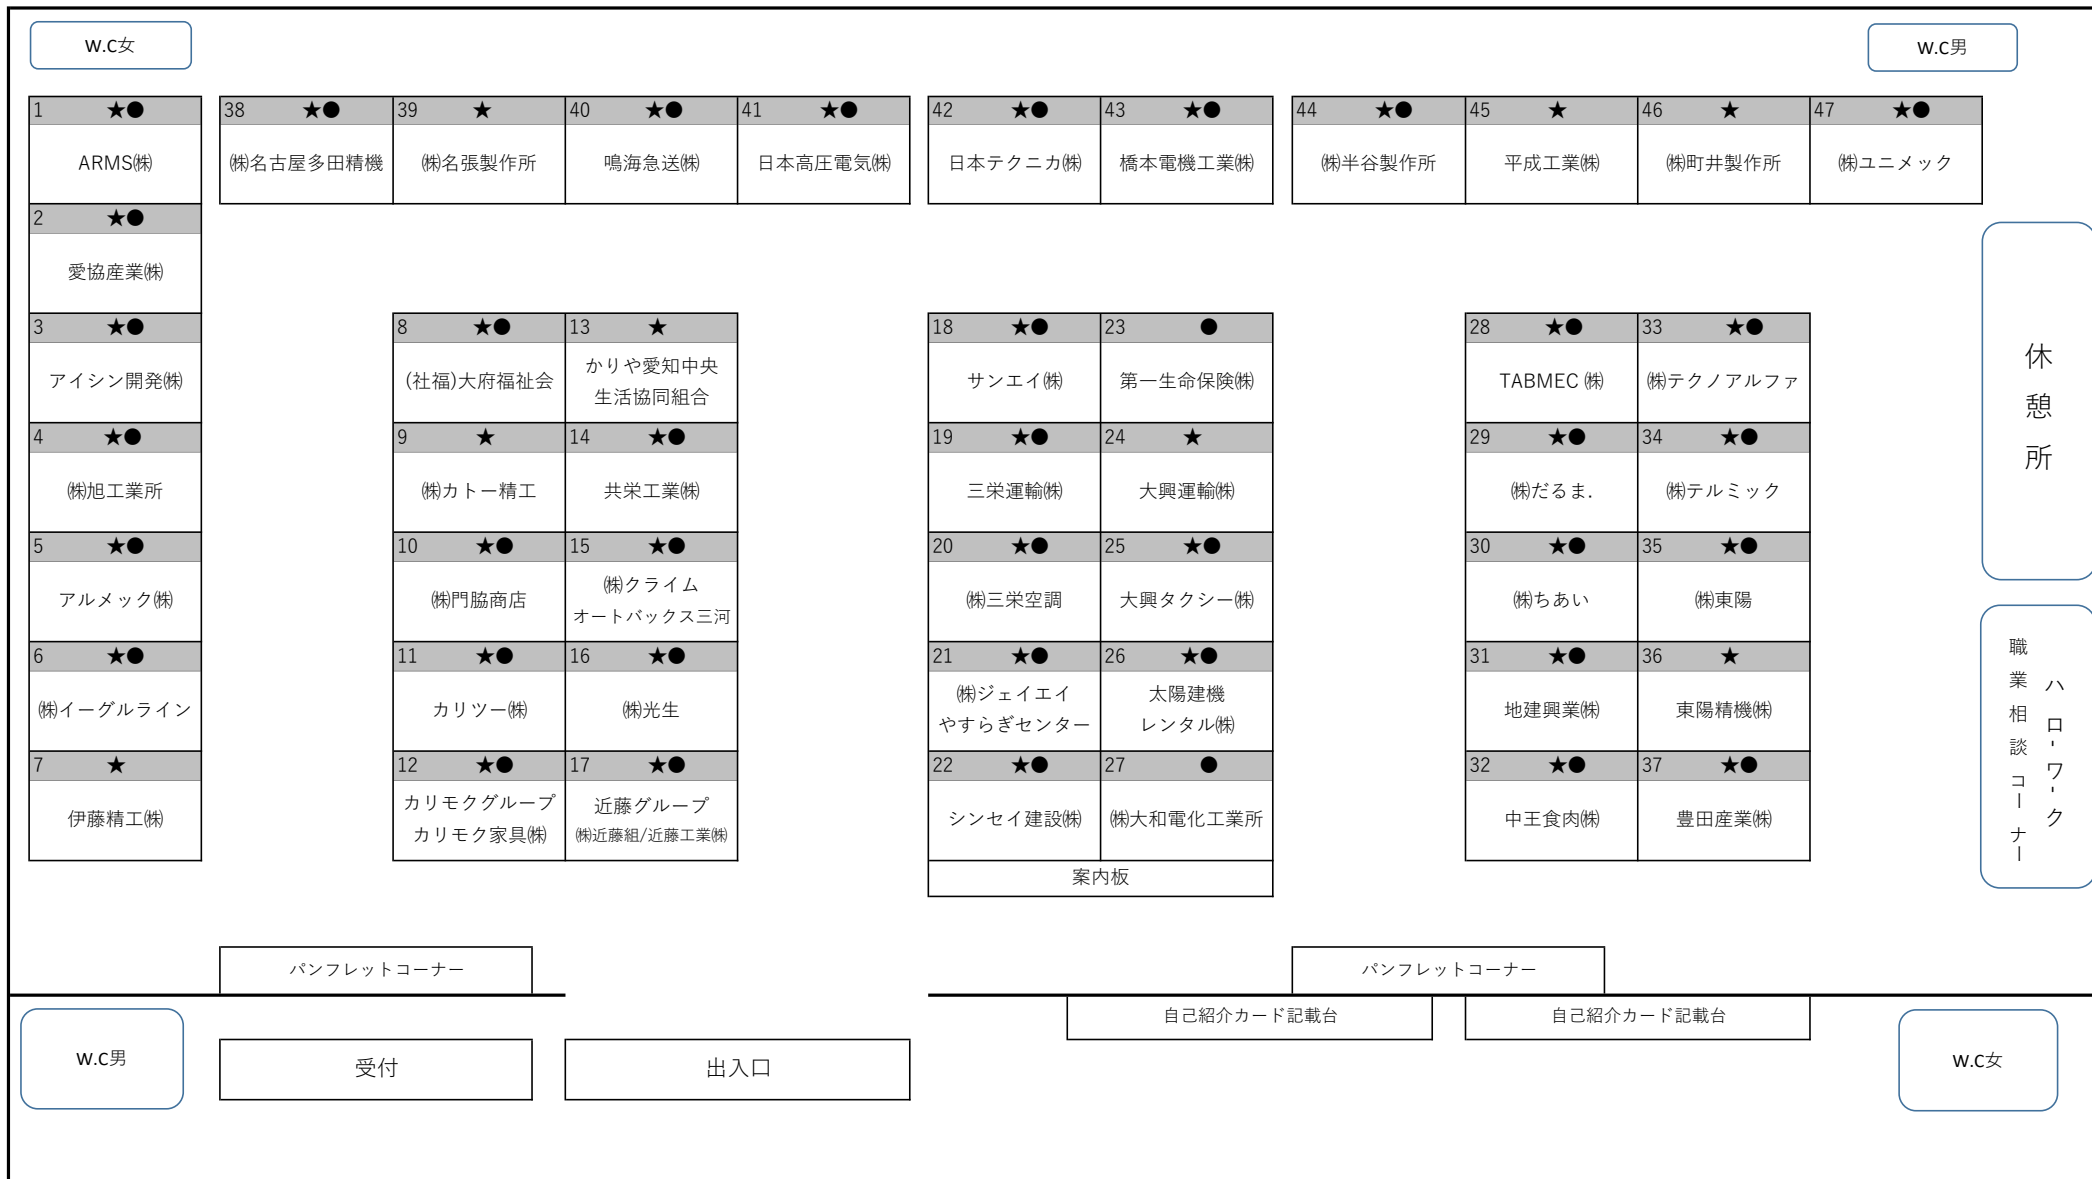 w.c女
w.c男
1 ★●
ARMS㈱
38 ★●
㈱名古屋多田精機
39 ★
㈱名張製作所
40 ★●
鳴海急送㈱
41 ★●
日本高圧電気㈱
42 ★●
日本テクニカ㈱
43 ★●
橋本電機工業㈱
44 ★●
㈱半谷製作所
45 ★
平成工業㈱
46 ★
㈱町井製作所
47 ★●
㈱ユニメック
2 ★●
愛協産業㈱
3 ★●
アイシン開発㈱
4 ★●
㈱旭工業所
5 ★●
アルメック㈱
6 ★●
㈱イーグルライン
7 ★
伊藤精工㈱
8 ★●
(社福)大府福祉会
9 ★
㈱カトー精工
10 ★●
㈱門脇商店
11 ★●
カリツー㈱
12 ★●
カリモクグループ
カリモク家具㈱
13 ★
かりや愛知中央
生活協同組合
14 ★●
共栄工業㈱
15 ★●
㈱クライム
オートバックス三河
16 ★●
㈱光生
17 ★●
近藤グループ
㈱近藤組/近藤工業㈱
18 ★●
サンエイ㈱
19 ★●
三栄運輸㈱
20 ★●
㈱三栄空調
21 ★●
㈱ジェイエイ
やすらぎセンター
22 ★●
シンセイ建設㈱
23 ●
第一生命保険㈱
24 ★
大興運輸㈱
25 ★●
大興タクシー㈱
26 ★●
太陽建機
レンタル㈱
27 ●
㈱大和電化工業所
案内板
28 ★●
TABMEC ㈱
29 ★●
㈱だるま.
30 ★●
㈱ちあい
31 ★●
地建興業㈱
32 ★●
中王食肉㈱
33 ★●
㈱テクノアルファ
34 ★●
㈱テルミック
35 ★●
㈱東陽
36 ★
東陽精機㈱
37 ★●
豊田産業㈱
休憩所
ハローワーク
職業相談コーナー
パンフレットコーナー
パンフレットコーナー
自己紹介カード記載台
自己紹介カード記載台
w.c男
受付
出入口
w.c女